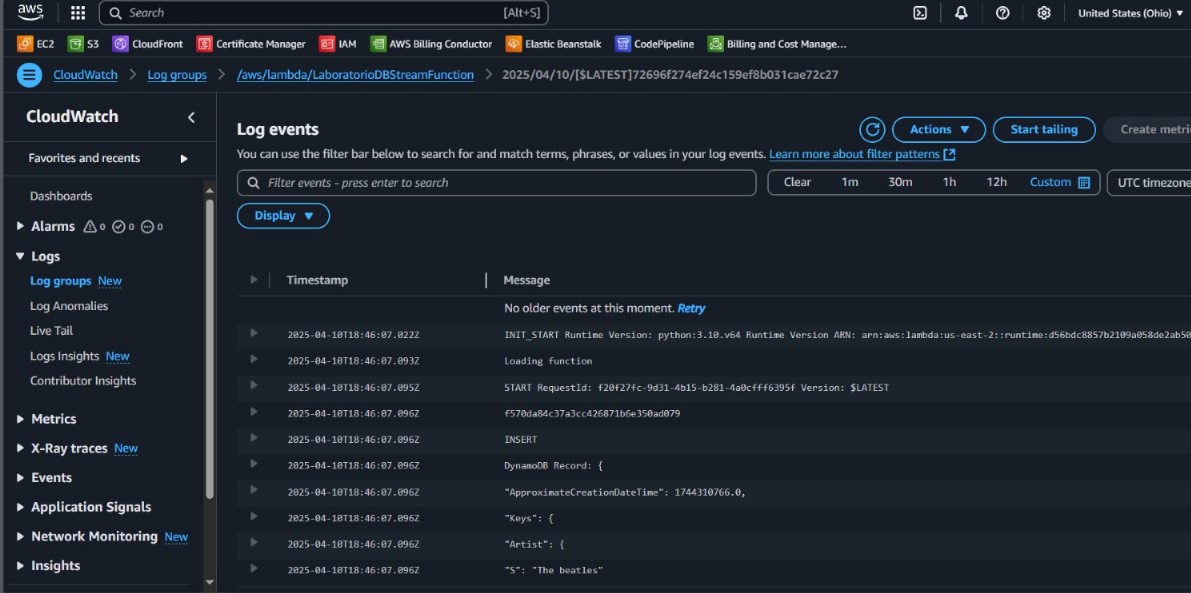 aws Search [Alt+S] United States (Ohio)
EC2 S3 CloudFront Certificate Manager IAM AWS Billing Conductor Elastic Beanstalk CodePipeline Billing and Cost Manage...
CloudWatch > Log groups > /aws/lambda/LaboratorioDBStreamFunction > 2025/04/10/[$LATEST]72696f274ef24c159ef8b031cae72c27
CloudWatch
Favorites and recents
Dashboards
Alarms 0 0 0
Logs
Log groups New
Log Anomalies
Live Tail
Logs Insights New
Contributor Insights
Metrics
X-Ray traces New
Events
Application Signals
Network Monitoring New
Insights
Log events
Actions Start tailing Create metri
You can use the filter bar below to search for and match terms, phrases, or values in your log events. Learn more about filter patterns
Filter events - press enter to search Clear 1m 30m 1h 12h Custom UTC timezone
Display
Timestamp Message
No older events at this moment. Retry
2025-04-10T18:46:07.022Z INIT_START Runtime Version: python:3.10.v64 Runtime Version ARN: arn:aws:lambda:us-east-2::runtime:d56bdc8857b2109a058de2ab50
2025-04-10T18:46:07.093Z Loading function
2025-04-10T18:46:07.095Z START RequestId: f20f27fc-9d31-4b15-b281-4a0cfff6395f Version: $LATEST
2025-04-10T18:46:07.096Z f570da84c37a3cc426871b6e350ad079
2025-04-10T18:46:07.096Z INSERT
2025-04-10T18:46:07.096Z DynamoDB Record: {
2025-04-10T18:46:07.096Z "ApproximateCreationDateTime": 1744310766.0,
2025-04-10T18:46:07.096Z "Keys": {
2025-04-10T18:46:07.096Z "Artist": {
2025-04-10T18:46:07.096Z "S": "The beatles"